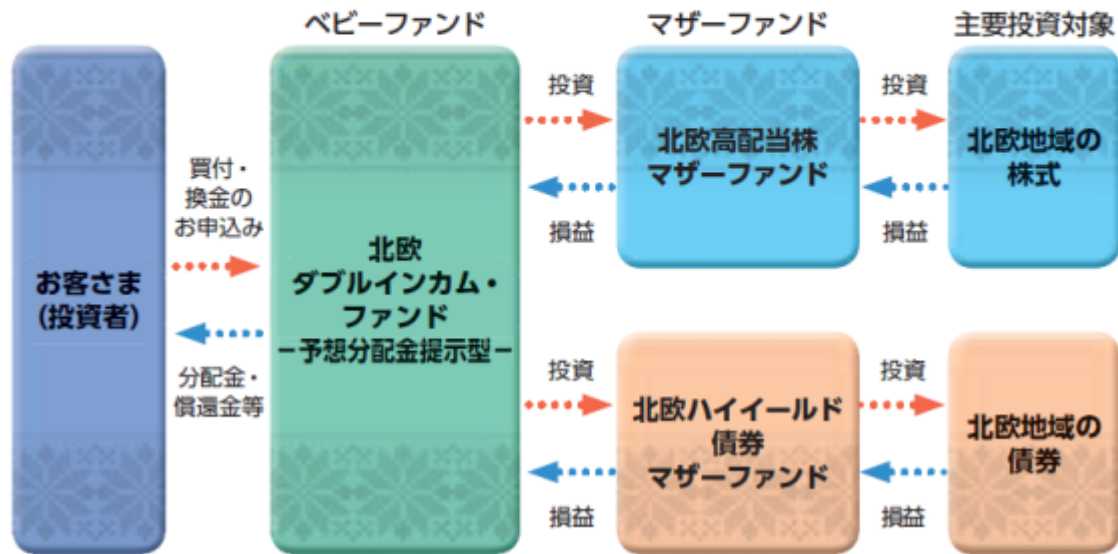 ベビーファンド
マザーファンド
主要投資対象
お客さま
(投資者)
買付・
換金の
お申込み
分配金・
償還金等
北欧
ダブルインカム・
ファンド
－予想分配金提示型－
投資
北欧高配当株
マザーファンド
損益
投資
北欧地域の
株式
損益
投資
北欧ハイイールド
債券
マザーファンド
損益
投資
北欧地域の
債券
損益